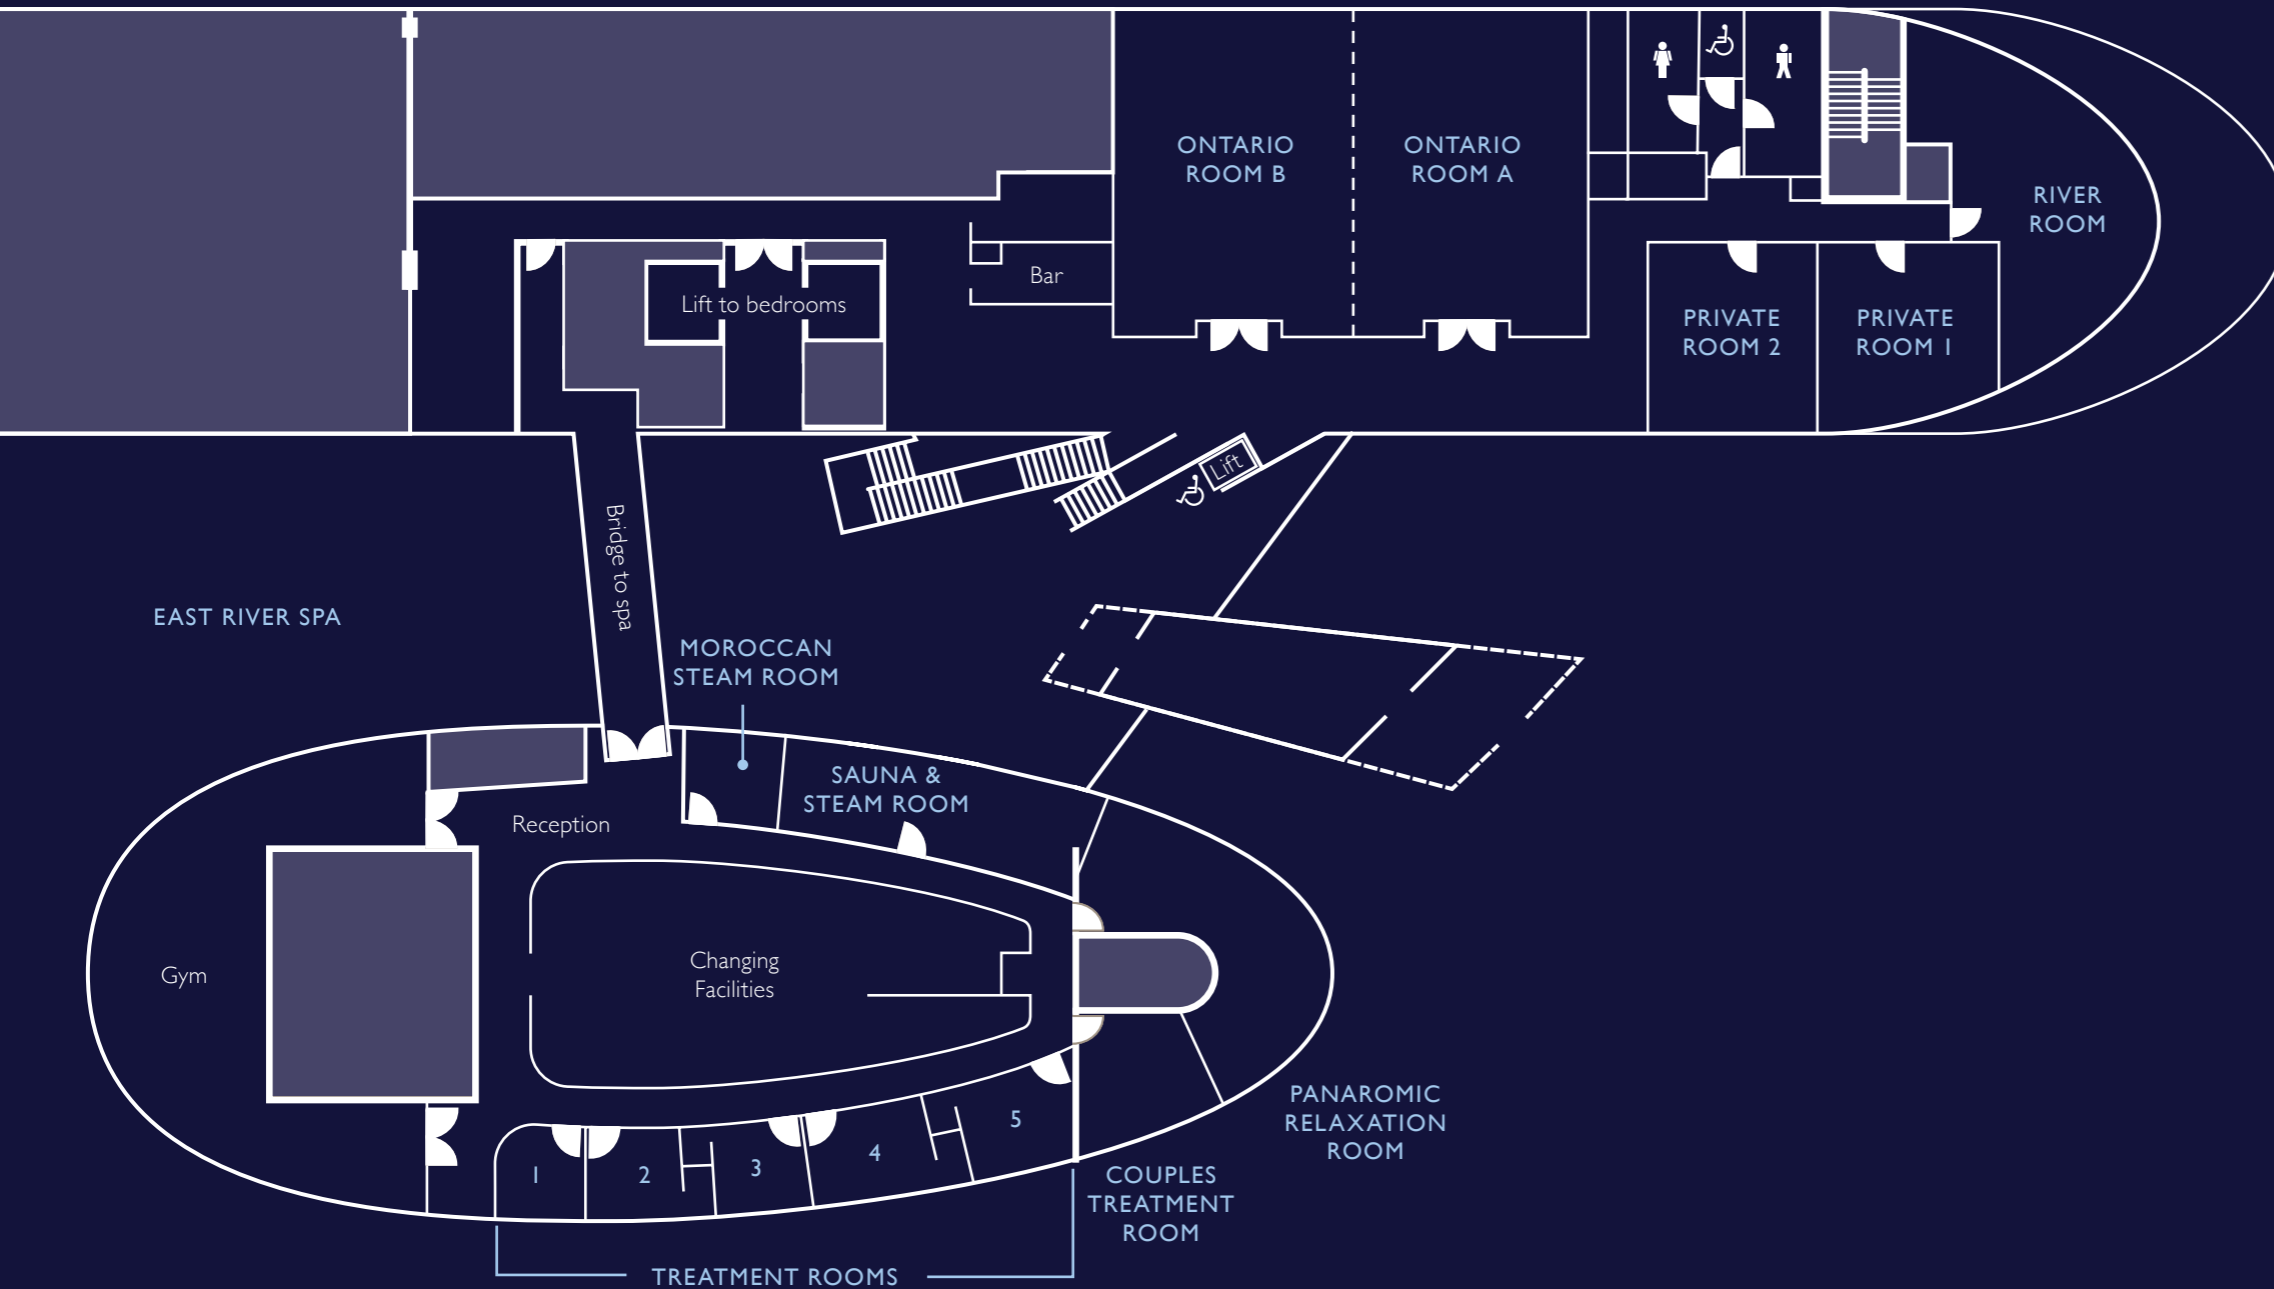 ONTARIO
ROOM B
ONTARIO
ROOM A
RIVER
ROOM
Bar
Lift to bedrooms
PRIVATE
ROOM 2
PRIVATE
ROOM 1
Lift
Bridge to spa
EAST RIVER SPA
MOROCCAN
STEAM ROOM
SAUNA &
STEAM ROOM
Reception
Gym
Changing
Facilities
PANAROMIC
RELAXATION
ROOM
1
2
3
4
5
COUPLES
TREATMENT
ROOM
TREATMENT ROOMS